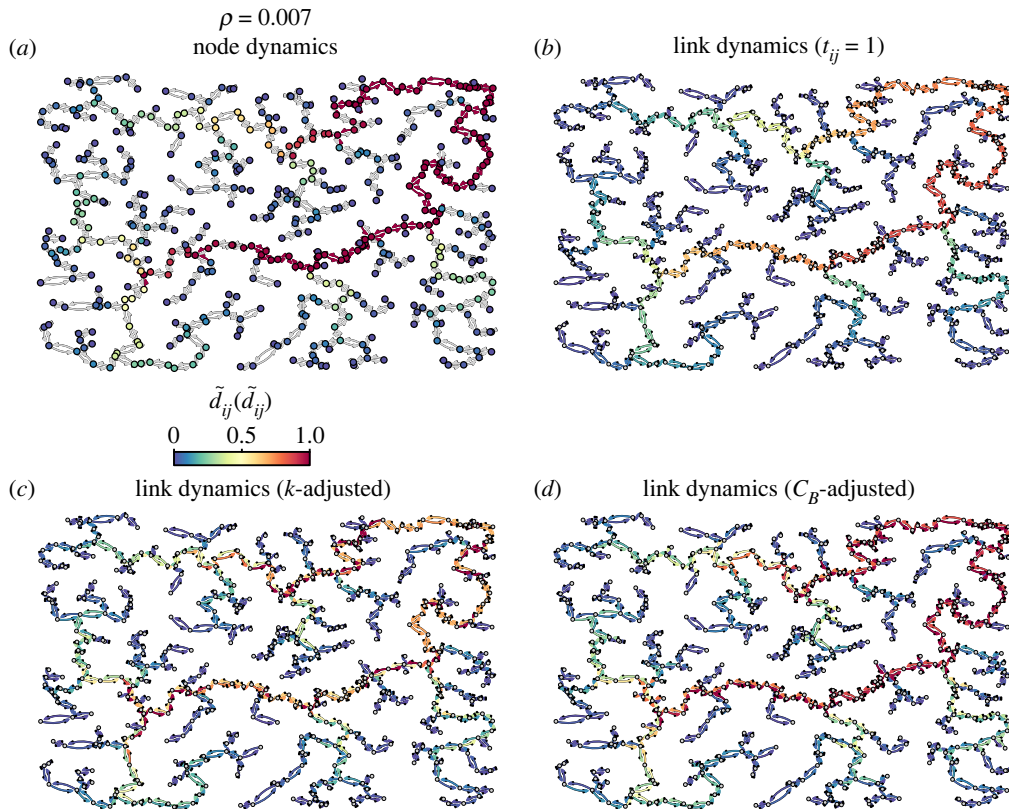 ρ = 0.007
(a) node dynamics
(b) link dynamics (t_ij = 1)
d̃_ij(d̃_ij)
0 0.5 1.0
(c) link dynamics (k-adjusted)
(d) link dynamics (C_B-adjusted)